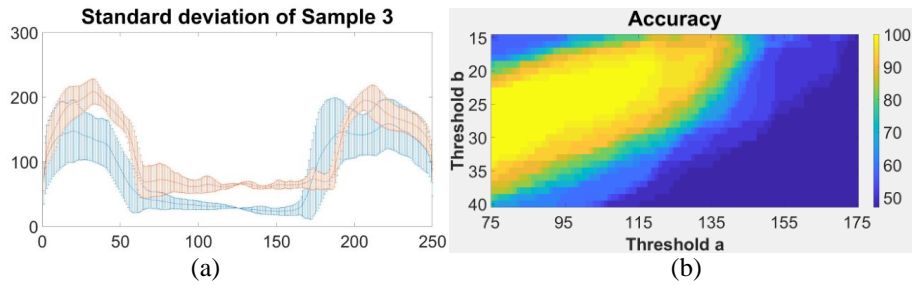 Standard deviation of Sample 3
300
200
100
0
0 50 100 150 200 250
(a)
Accuracy
Threshold b
15
20
25
30
35
40
75 95 115 135 155 175
Threshold a
100
90
80
70
60
50
(b)